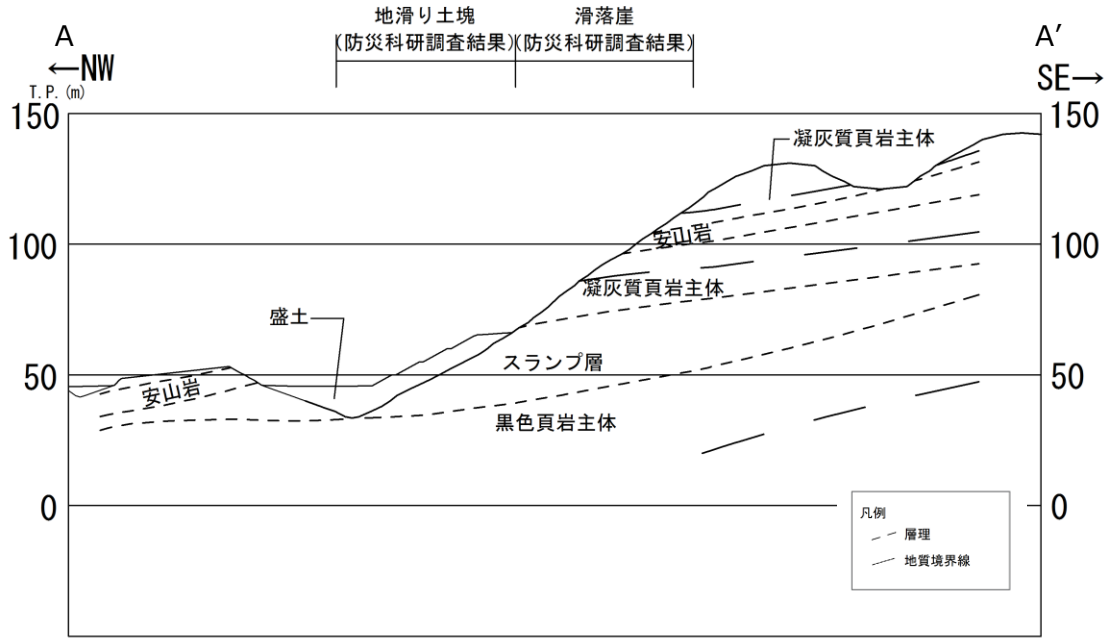 地滑り土塊
滑落崖
A
(防災科研調査結果)
(防災科研調査結果)
A′
←NW
SE→
T.P.(m)
150
150
凝灰質頁岩主体
安山岩
100
100
凝灰質頁岩主体
盛土
スランプ層
50
50
安山岩
黒色頁岩主体
0
0
凡例
層理
地質境界線